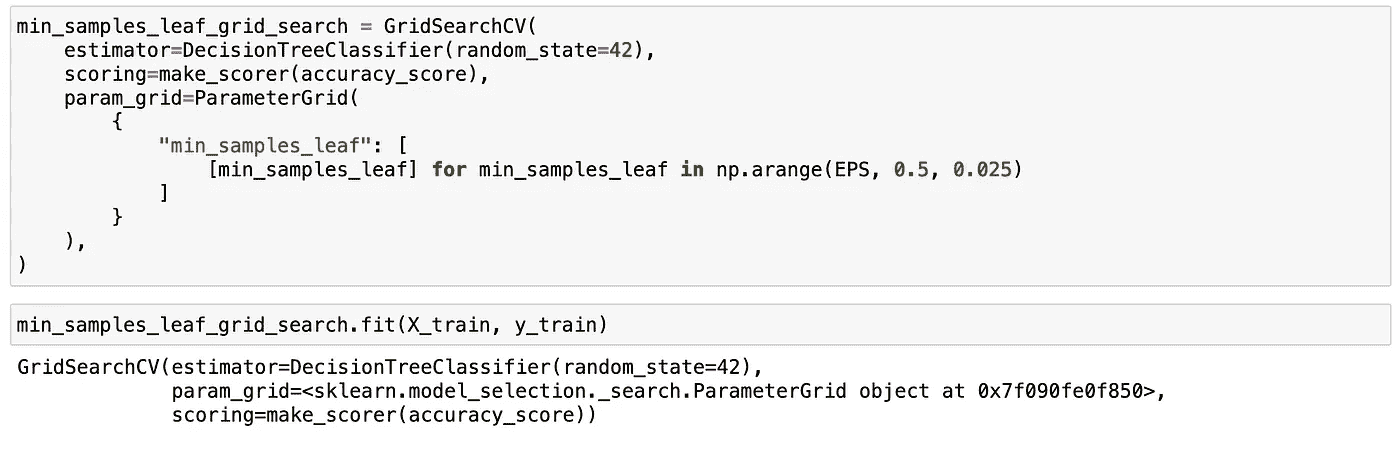 min_samples_leaf_grid_search = GridSearchCV(
    estimator=DecisionTreeClassifier(random_state=42),
    scoring=make_scorer(accuracy_score),
    param_grid=ParameterGrid(
        {
            "min_samples_leaf": [
                [min_samples_leaf] for min_samples_leaf in np.arange(EPS, 0.5, 0.025)
            ]
        }
    ),
)
min_samples_leaf_grid_search.fit(X_train, y_train)
GridSearchCV(estimator=DecisionTreeClassifier(random_state=42),
             param_grid=<sklearn.model_selection._search.ParameterGrid object at 0x7f090fe0f850>,
             scoring=make_scorer(accuracy_score))